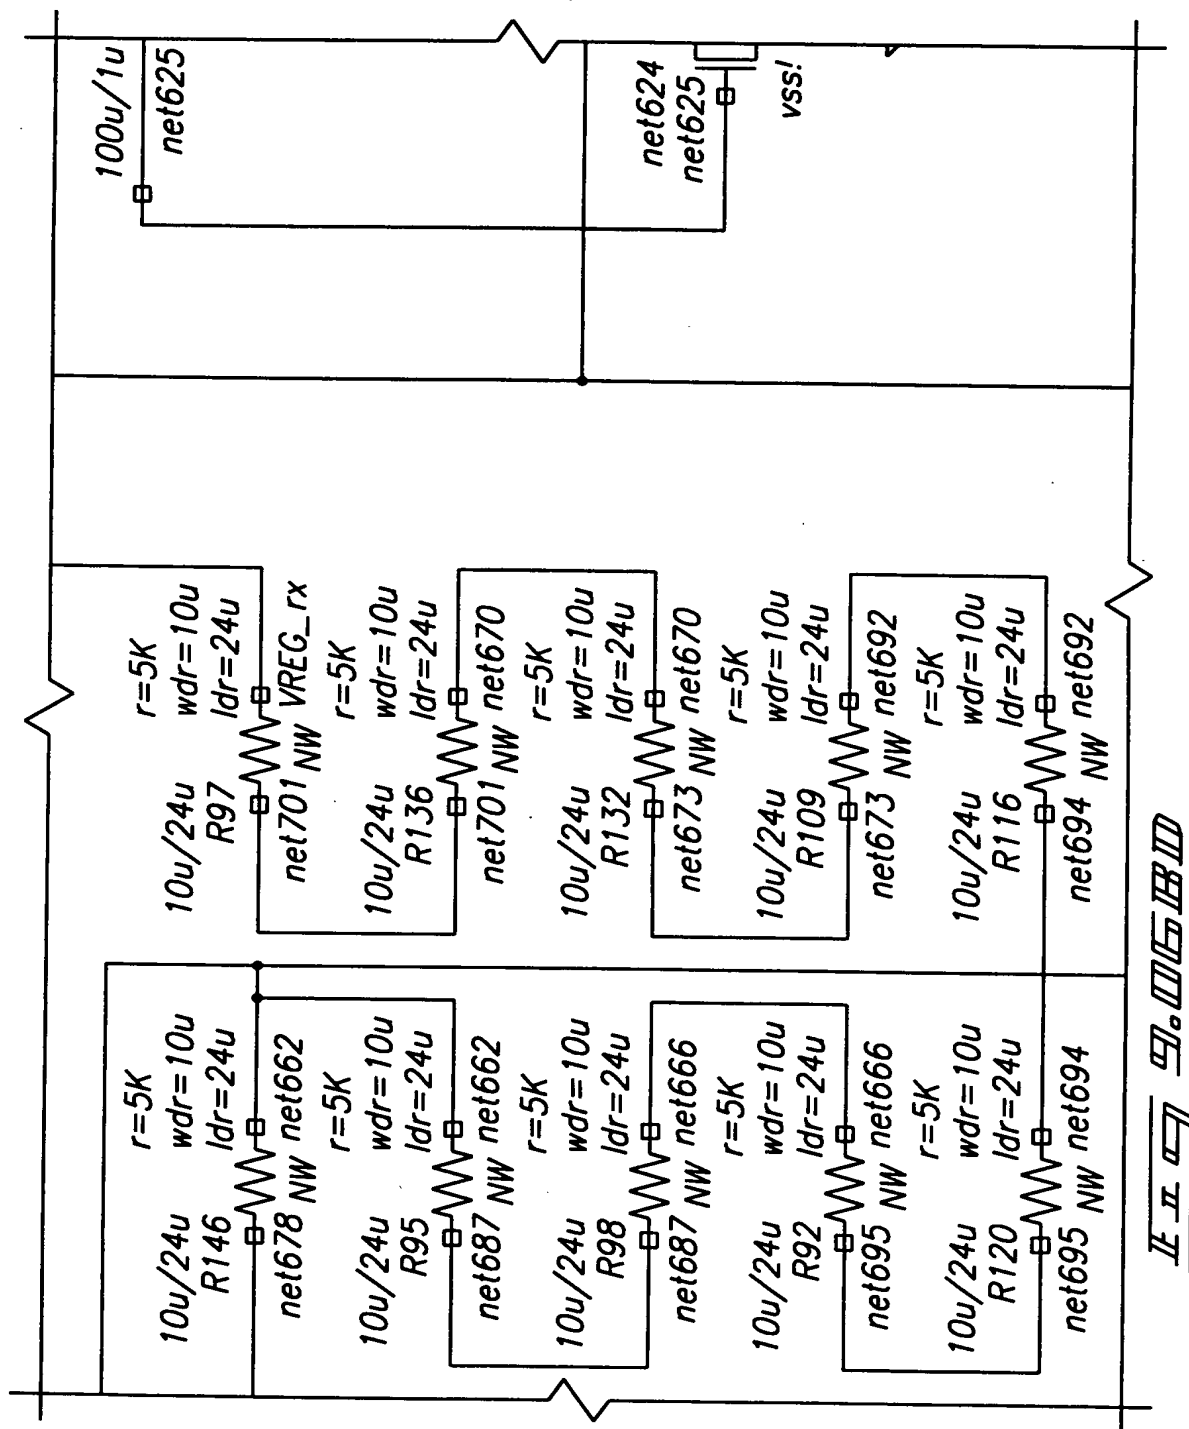 100u/1u
net625
net624
net625
vss!
r=5K
wdr=10u
ldr=24u
VREG_rx
10u/24u
R97
NW
net701
r=5K
wdr=10u
ldr=24u
net670
10u/24u
R136
NW
net701
r=5K
wdr=10u
ldr=24u
net670
10u/24u
R132
NW
net673
r=5K
wdr=10u
ldr=24u
net692
10u/24u
R109
NW
net673
r=5K
wdr=10u
ldr=24u
net692
10u/24u
R116
NW
net694
r=5K
wdr=10u
ldr=24u
net662
10u/24u
R146
NW
net678
r=5K
wdr=10u
ldr=24u
net662
10u/24u
R95
NW
net687
r=5K
wdr=10u
ldr=24u
net666
10u/24u
R98
NW
net687
r=5K
wdr=10u
ldr=24u
net666
10u/24u
R92
NW
net695
r=5K
wdr=10u
ldr=24u
net694
10u/24u
R120
NW
net695